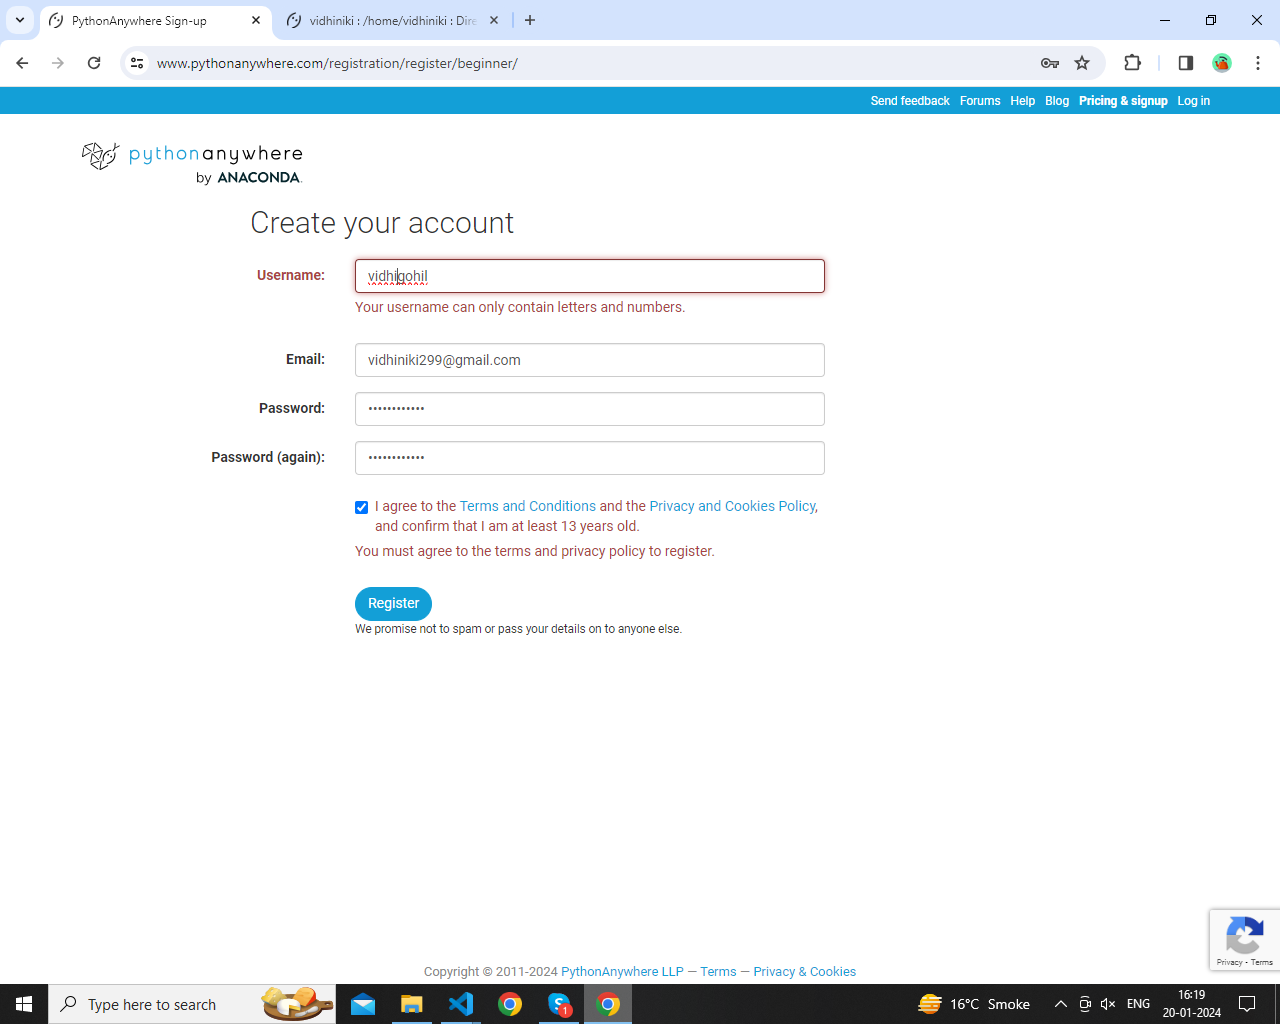 PythonAnywhere Sign-up
vidhiniki : /home/vidhiniki : Dire
www.pythonanywhere.com/registration/register/beginner/
Send feedback Forums Help Blog Pricing & signup Log in
pythonanywhere
by ANACONDA.
Create your account
Username:
vidhigohil
Your username can only contain letters and numbers.
Email:
vidhiniki299@gmail.com
Password:
••••••••••••
Password (again):
••••••••••••
I agree to the Terms and Conditions and the Privacy and Cookies Policy,
and confirm that I am at least 13 years old.
You must agree to the terms and privacy policy to register.
Register
We promise not to spam or pass your details on to anyone else.
Privacy - Terms
Copyright © 2011-2024 PythonAnywhere LLP — Terms — Privacy & Cookies
Type here to search
1
16°C Smoke
ENG
16:19
20-01-2024